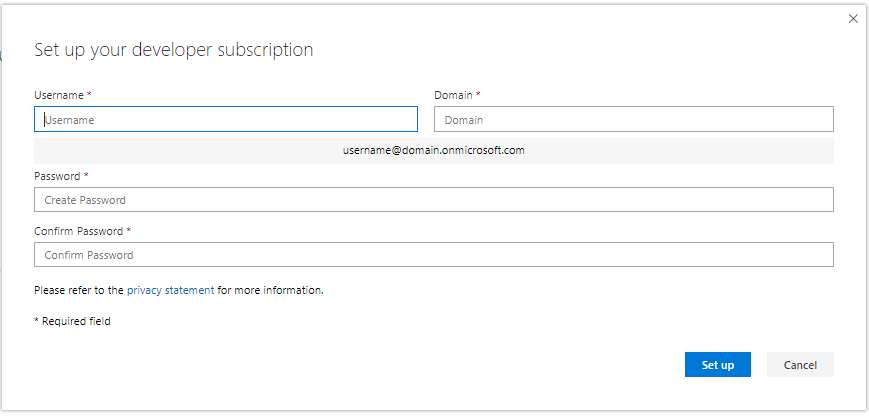 Set up your developer subscription
Username * Domain *
Username Domain
username@domain.onmicrosoft.com
Password *
Create Password
Confirm Password *
Confirm Password
Please refer to the privacy statement for more information.
* Required field
Set up Cancel